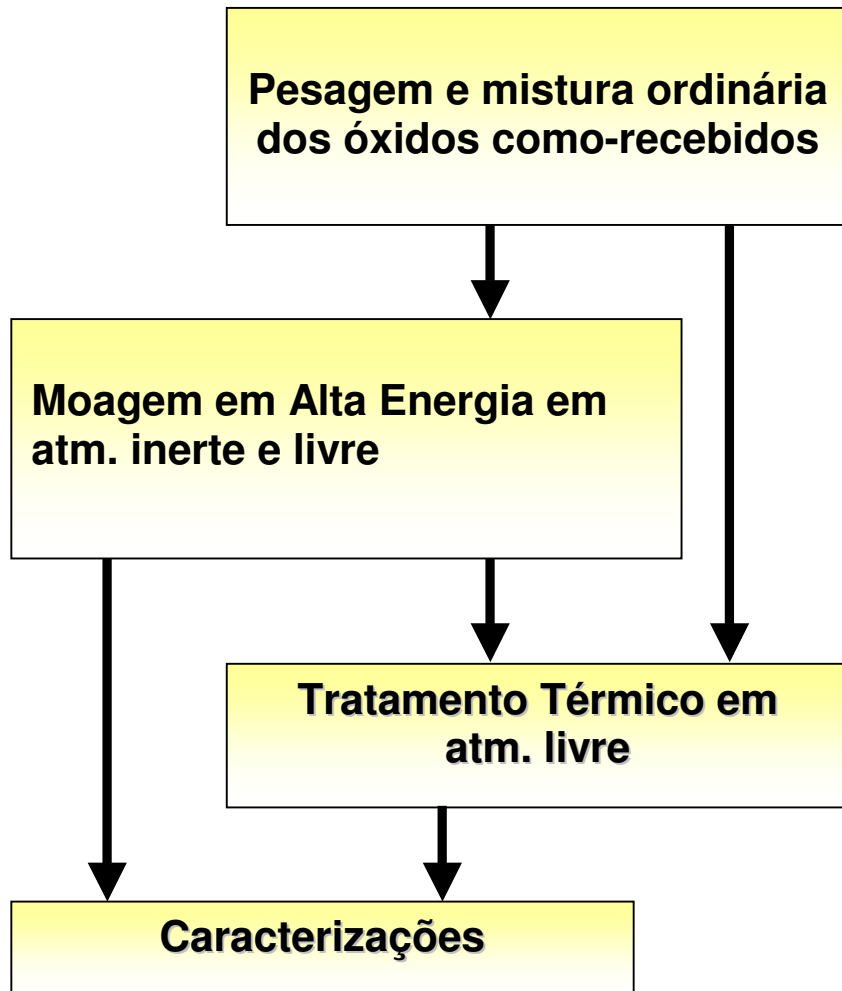 Pesagem e mistura ordinária
dos óxidos como-recebidos
Moagem em Alta Energia em
atm. inerte e livre
Tratamento Térmico em
atm. livre
Caracterizações